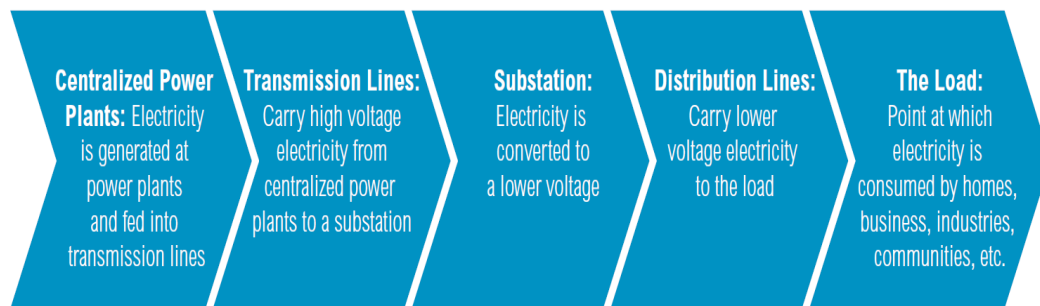 Centralized Power
Plants: Electricity
is generated at
power plants
and fed into
transmission lines
Transmission Lines:
Carry high voltage
electricity from
centralized power
plants to a substation
Substation:
Electricity is
converted to
a lower voltage
Distribution Lines:
Carry lower
voltage electricity
to the load
The Load:
Point at which
electricity is
consumed by homes,
business, industries,
communities, etc.